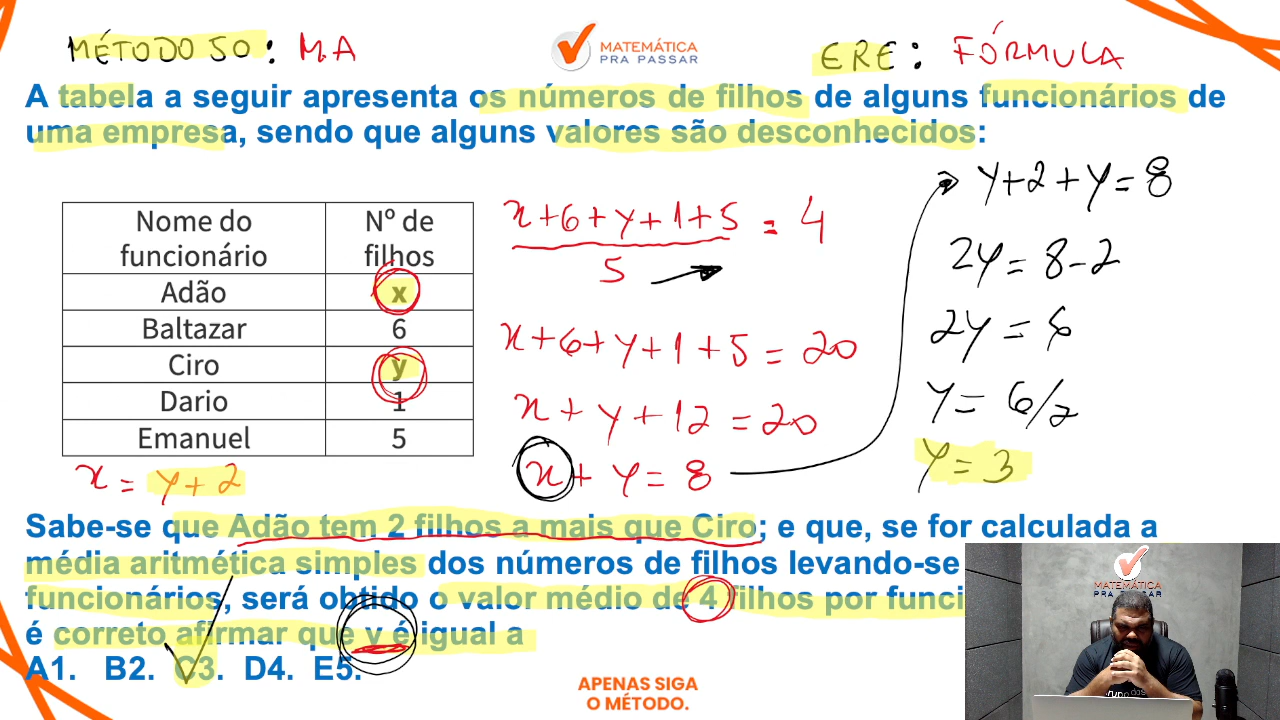 MÉTODO 50: M.A
MATEMÁTICA
PRA PASSAR
ERE: FÓRMULA
A tabela a seguir apresenta os números de filhos de alguns funcionários de
uma empresa, sendo que alguns valores são desconhecidos:
Nome do funcionário Nº de filhos
Adão x
Baltazar 6
Ciro y
Dario 1
Emanuel 5
x = y + 2
x + 6 + y + 1 + 5 = 4
5
x + 6 + y + 1 + 5 = 20
x + y + 12 = 20
x + y = 8
y + 2 + y = 8
2y = 8 - 2
2y = 6
y = 6/2
y = 3
Sabe-se que Adão tem 2 filhos a mais que Ciro; e que, se for calculada a
média aritmética simples dos números de filhos levando-se
funcionários, será obtido o valor médio de 4 filhos por
é correto afirmar que y é igual a
A1. B2. C3. D4. E5.
APENAS SIGA
O MÉTODO.
MATEMÁTICA
PRA PASSAR